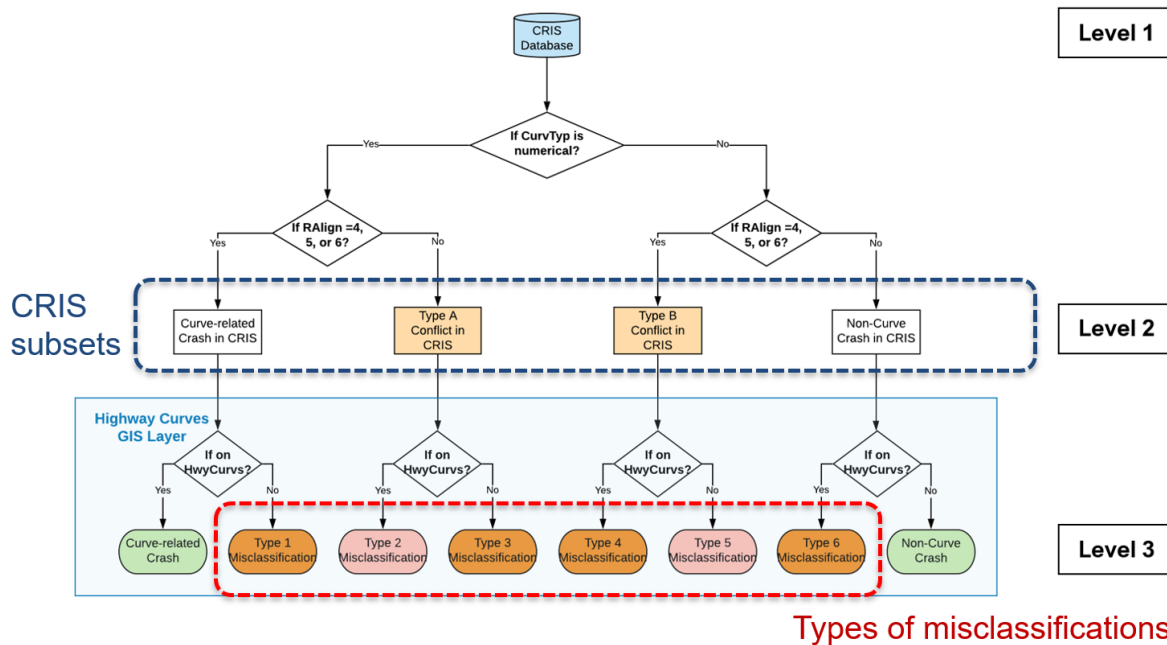 CRIS
Database
Level 1
If CurvTyp is
numerical?
Yes
No
If RAlign =4,
5, or 6?
If RAlign =4,
5, or 6?
Yes
No
Yes
No
CRIS
subsets
Curve-related
Crash in CRIS
Type A
Conflict in
CRIS
Type B
Conflict in
CRIS
Non-Curve
Crash in CRIS
Level 2
Highway Curves
GIS Layer
If on
HwyCurvs?
If on
HwyCurvs?
If on
HwyCurvs?
If on
HwyCurvs?
Yes
No
Yes
No
Yes
No
Yes
No
Curve-related
Crash
Type 1
Misclassification
Type 2
Misclassification
Type 3
Misclassification
Type 4
Misclassification
Type 5
Misclassification
Type 6
Misclassification
Non-Curve
Crash
Level 3
Types of misclassifications